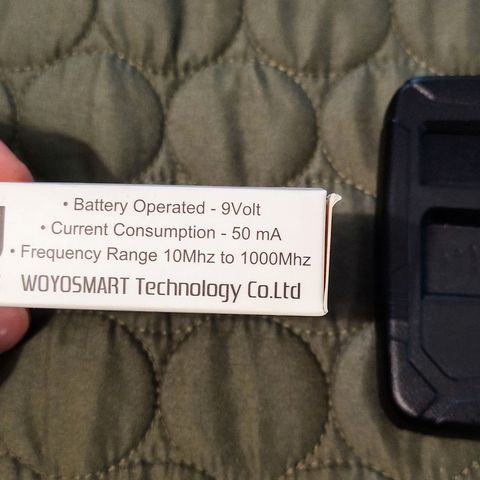 • Battery Operated - 9Volt
• Current Consumption - 50 mA
• Frequency Range 10Mhz to 1000Mhz
WOYOSMART Technology Co.Ltd